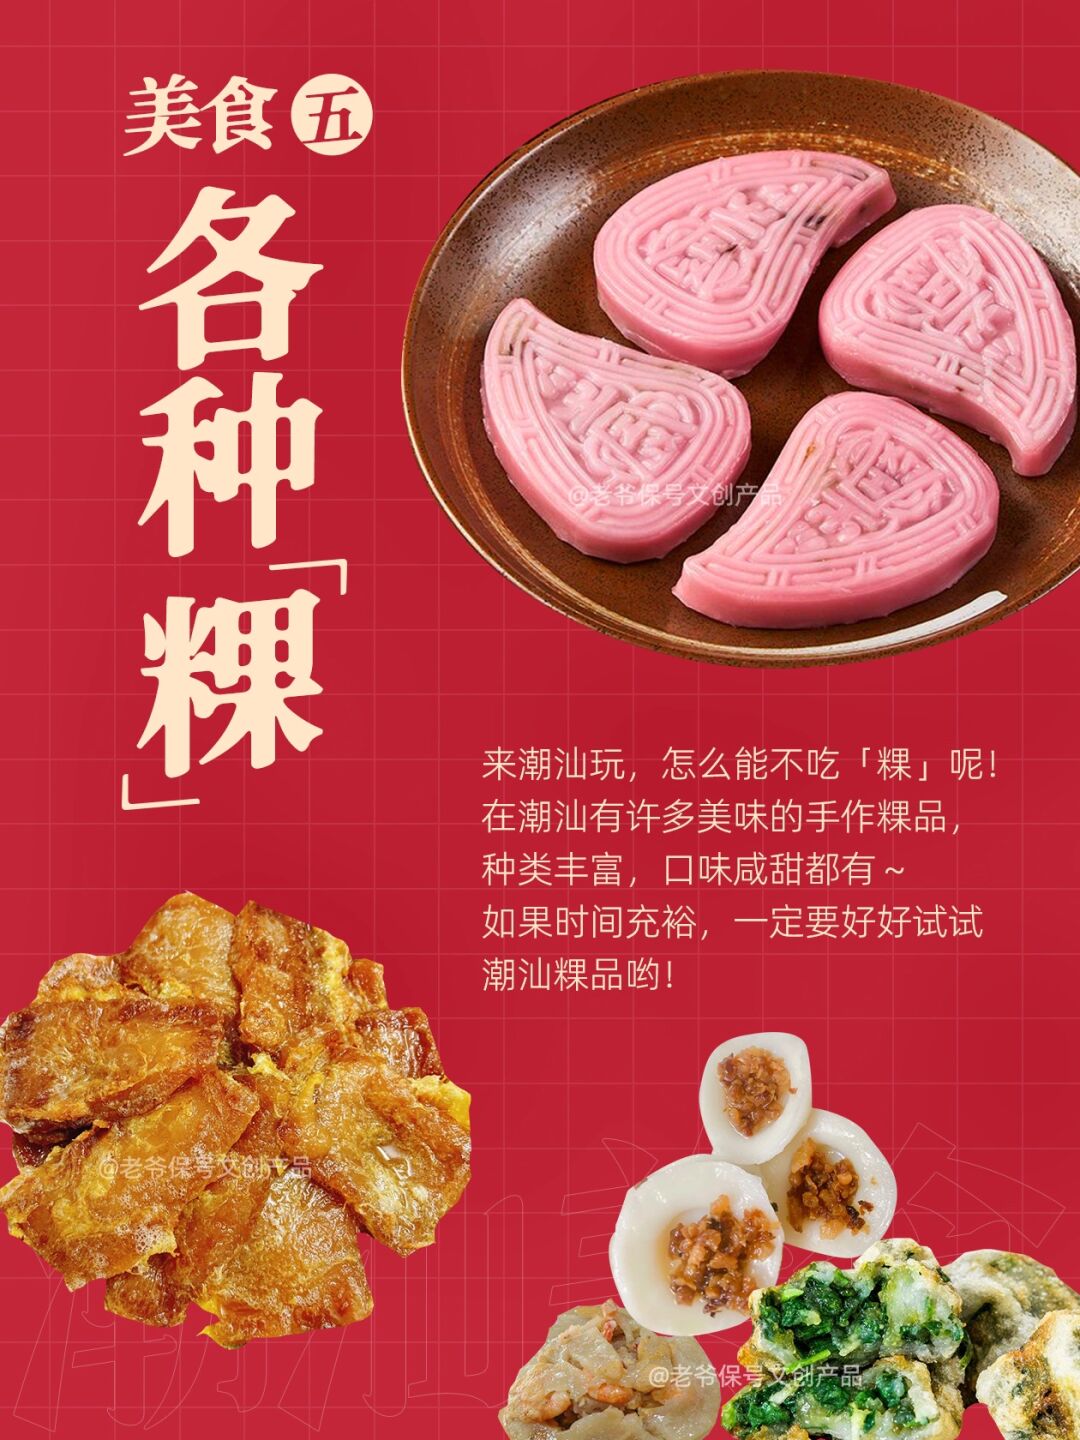 美食 五
各种「粿」
@老爷保号文创产品
来潮汕玩，怎么能不吃「粿」呢！
在潮汕有许多美味的手作粿品，
种类丰富，口味咸甜都有～
如果时间充裕，一定要好好试试
潮汕粿品哟！
@老爷保号文创产品
潮汕美食
@老爷保号文创产品